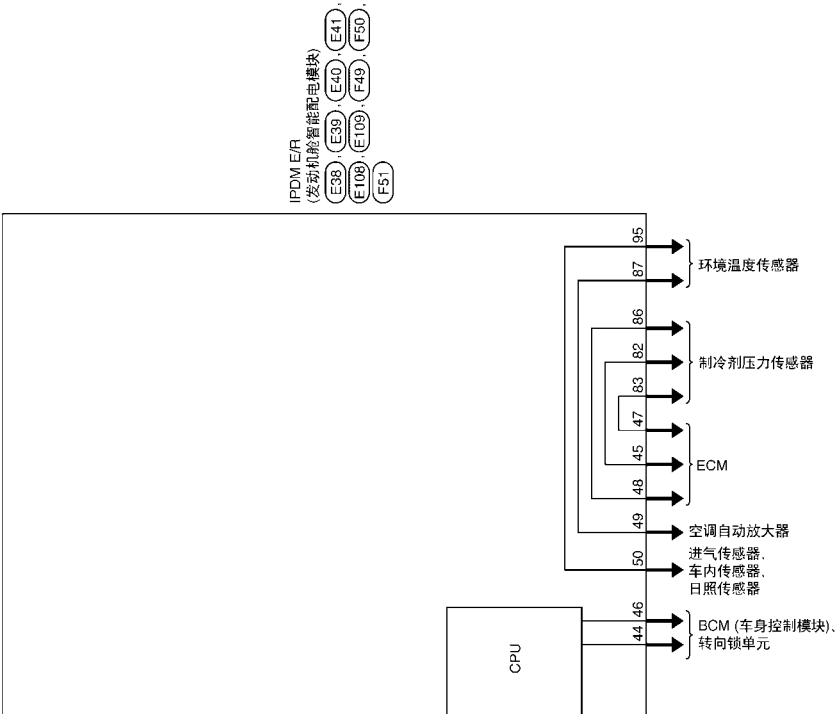 IPDM E/R
(发动机舱智能配电模块)
E38, E39, E40, E41,
E108, E109, F49, F50,
F51
95
87
环境温度传感器
86
82
83
制冷剂压力传感器
47
45
48
ECM
49
空调自动放大器
50
进气传感器、
车内传感器、
日照传感器
46
44
BCM (车身控制模块)、
转向锁单元
CPU